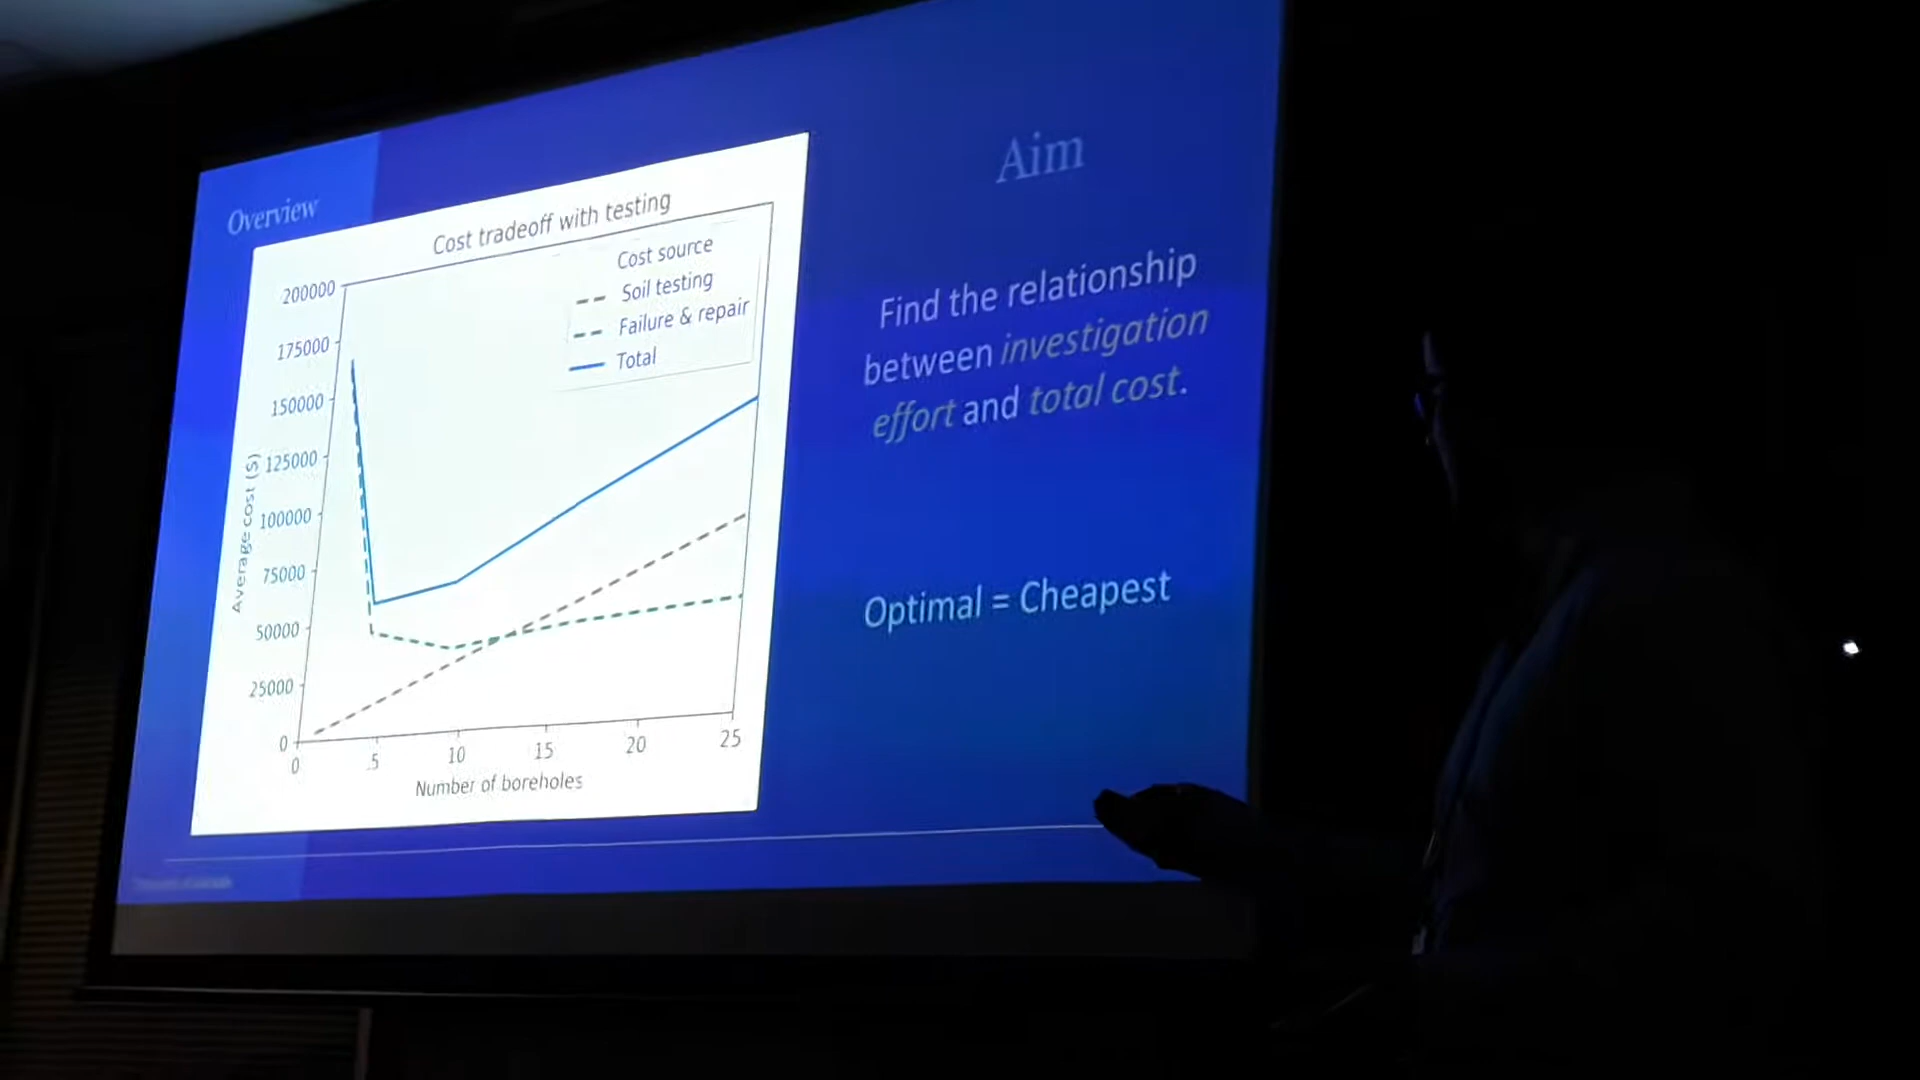 Overview
Aim
Cost tradeoff with testing
Cost source
Soil testing
Failure & repair
Total
200000
175000
150000
125000
100000
75000
50000
25000
0
Average cost ($)
0
5
10
15
20
25
Number of boreholes
Find the relationship
between investigation
effort and total cost.
Optimal = Cheapest